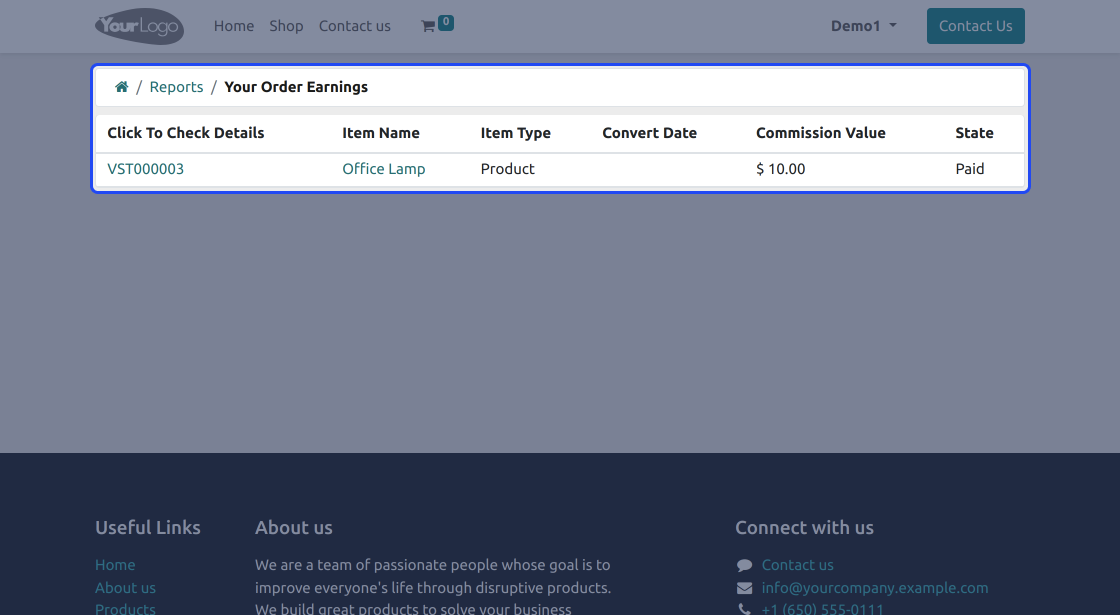 YourLogo Home Shop Contact us 0 Demo1 Contact Us
/ Reports / Your Order Earnings
Click To Check Details Item Name Item Type Convert Date Commission Value State
VST000003 Office Lamp Product $ 10.00 Paid
Useful Links About us Connect with us
Home We are a team of passionate people whose goal is to Contact us
About us improve everyone's life through disruptive products. info@yourcompany.example.com
Products We build great products to solve your business +1 (650) 555-0111